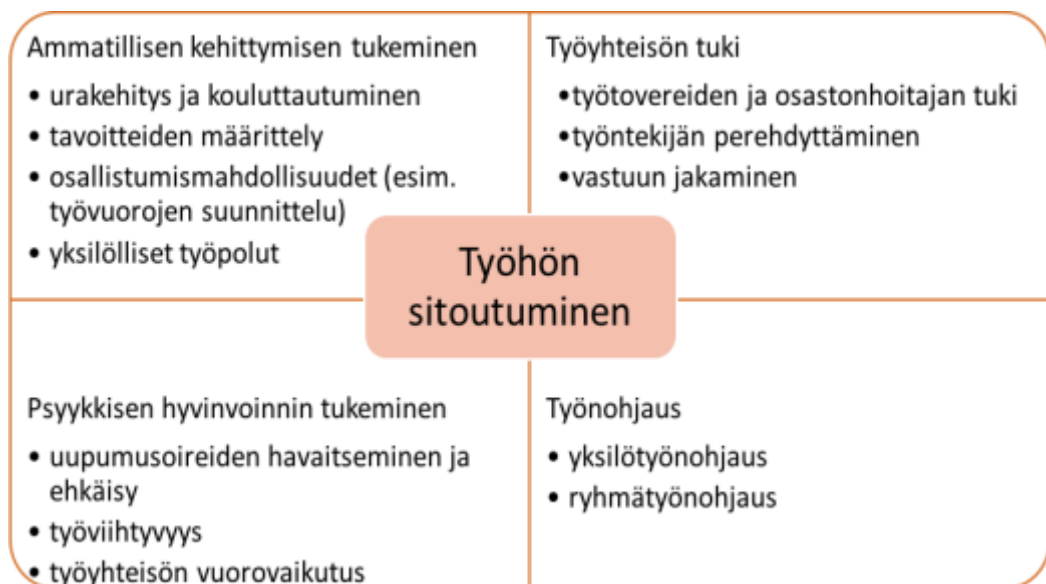 Ammatillisen kehittymisen tukeminen
• urakehitys ja kouluttautuminen
• tavoitteiden määrittely
• osallistumismahdollisuudet (esim.
työvuorojen suunnittelu)
• yksilölliset työpolut
Työyhteisön tuki
•työtovereiden ja osastonhoitajan tuki
•työntekijän perehdyttäminen
•vastuun jakaminen
Työhön
sitoutuminen
Psyykkisen hyvinvoinnin tukeminen
• uupumusoireiden havaitseminen ja
ehkäisy
• työviihtyvyys
• työyhteisön vuorovaikutus
Työnohjaus
• yksilötyönohjaus
• ryhmätyönohjaus